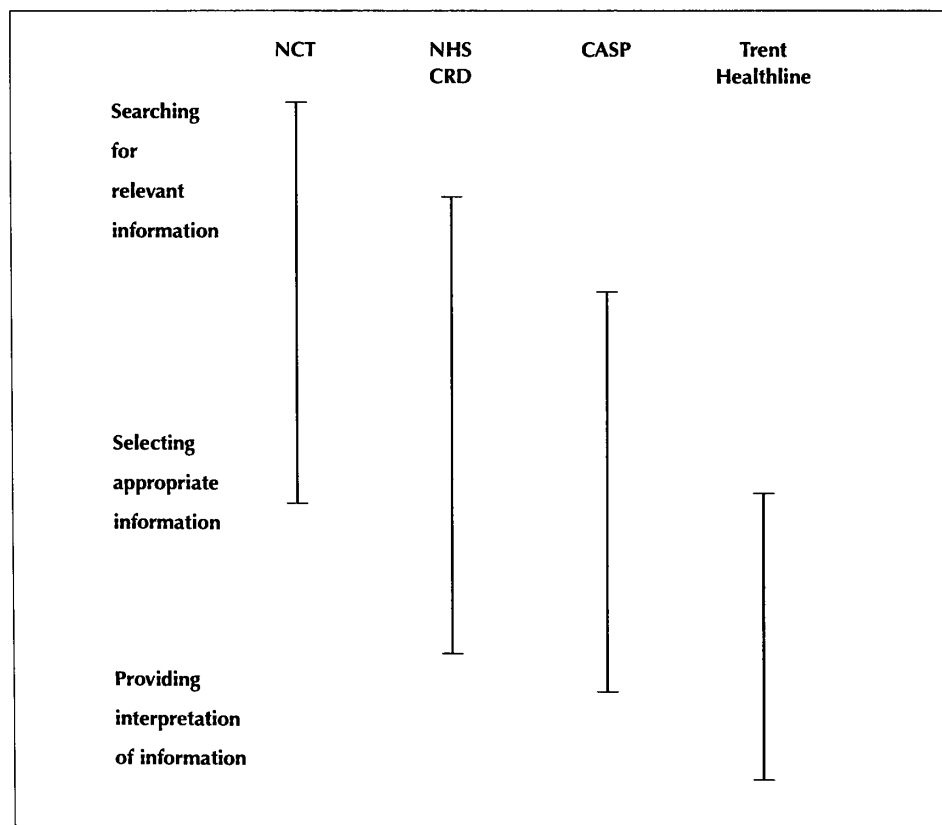 NCT
NHS
CRD
CASP
Trent
Healthline
Searching
for
relevant
information
Selecting
appropriate
information
Providing
interpretation
of information